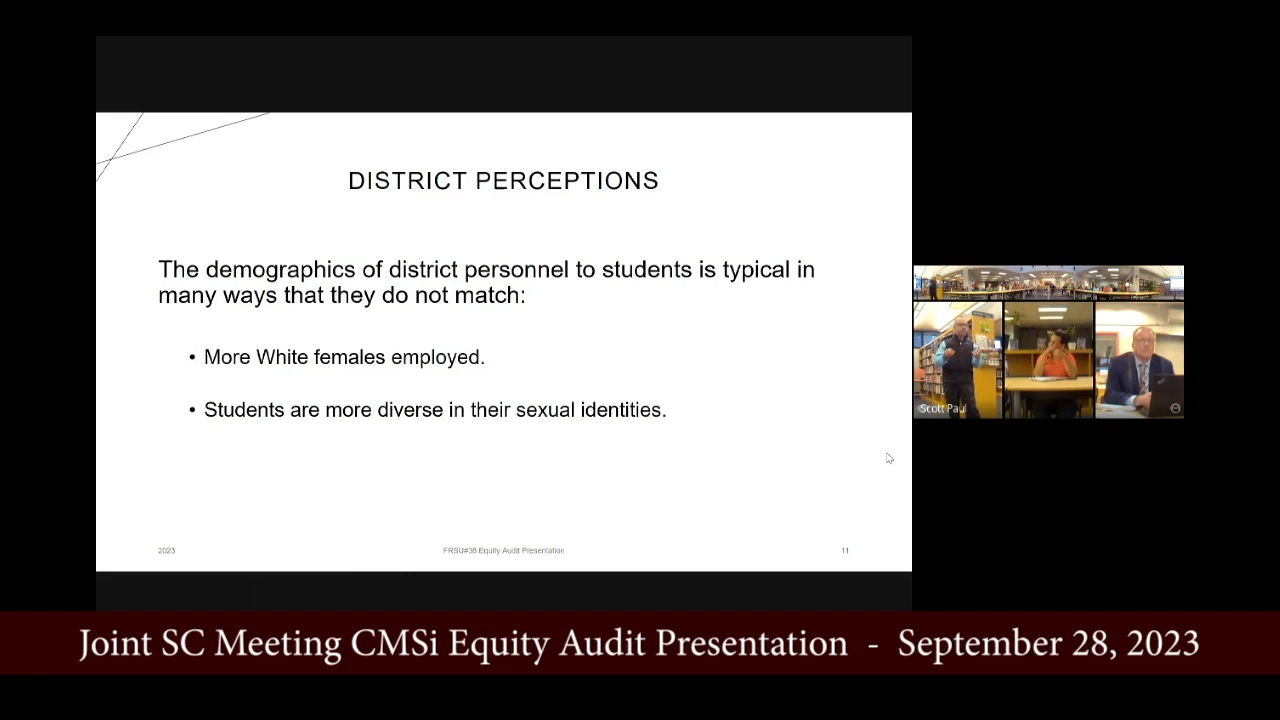 DISTRICT PERCEPTIONS
The demographics of district personnel to students is typical in
many ways that they do not match:
• More White females employed.
• Students are more diverse in their sexual identities.
2023
FRSU#38 Equity Audit Presentation
11
Scott Paul
Joint SC Meeting CMSi Equity Audit Presentation - September 28, 2023